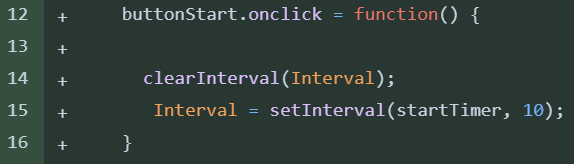 12 + buttonStart.onclick = function() {
13 +
14 + clearInterval(Interval);
15 + Interval = setInterval(startTimer, 10);
16 + }